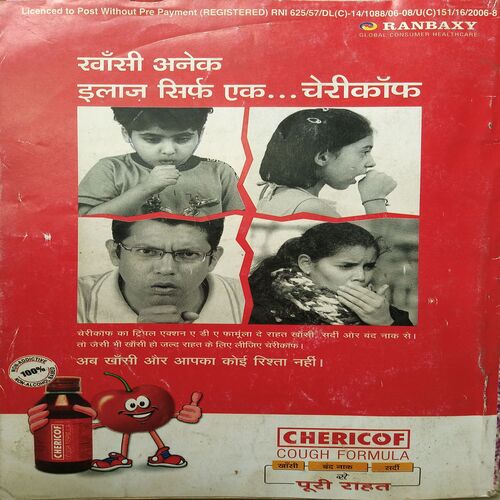 Licenced to Post Without Pre Payment (REGISTERED) RNI 625/57/DL(C)-14/1088/06-08/U(C)151/16/2006-8
RANBAXY
GLOBAL CONSUMER HEALTHCARE
खाँसी अनेक
इलाज़ सिर्फ़ एक...चेरीकॉफ
चेरीकॉफ का ट्रिपल एक्शन ए डी ए फार्मूला दे राहत खाँसी, सर्दी और बंद नाक से।
तो जैसी भी खाँसी हो जल्द राहत के लिए लीजिए चेरीकॉफ।
अब खाँसी और आपका कोई रिश्ता नहीं।
NON-ADDICTIVE
100%
NON-ALCOHOL BASED
CHERICOF
CHERICOF
COUGH FORMULA
खाँसी बंद नाक सर्दी
से
पूरी राहत